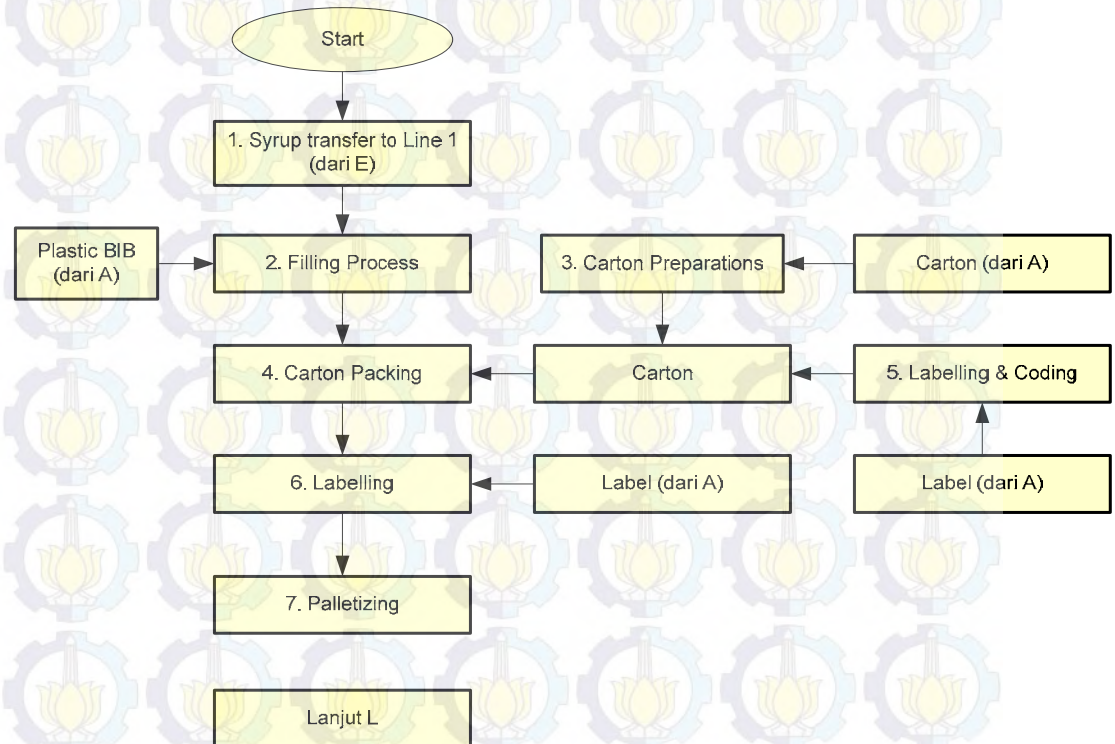 Start
1. Syrup transfer to Line 1
(dari E)
Plastic BIB
(dari A)
2. Filling Process
3. Carton Preparations
Carton (dari A)
4. Carton Packing
Carton
5. Labelling & Coding
6. Labelling
Label (dari A)
Label (dari A)
7. Palletizing
Lanjut L